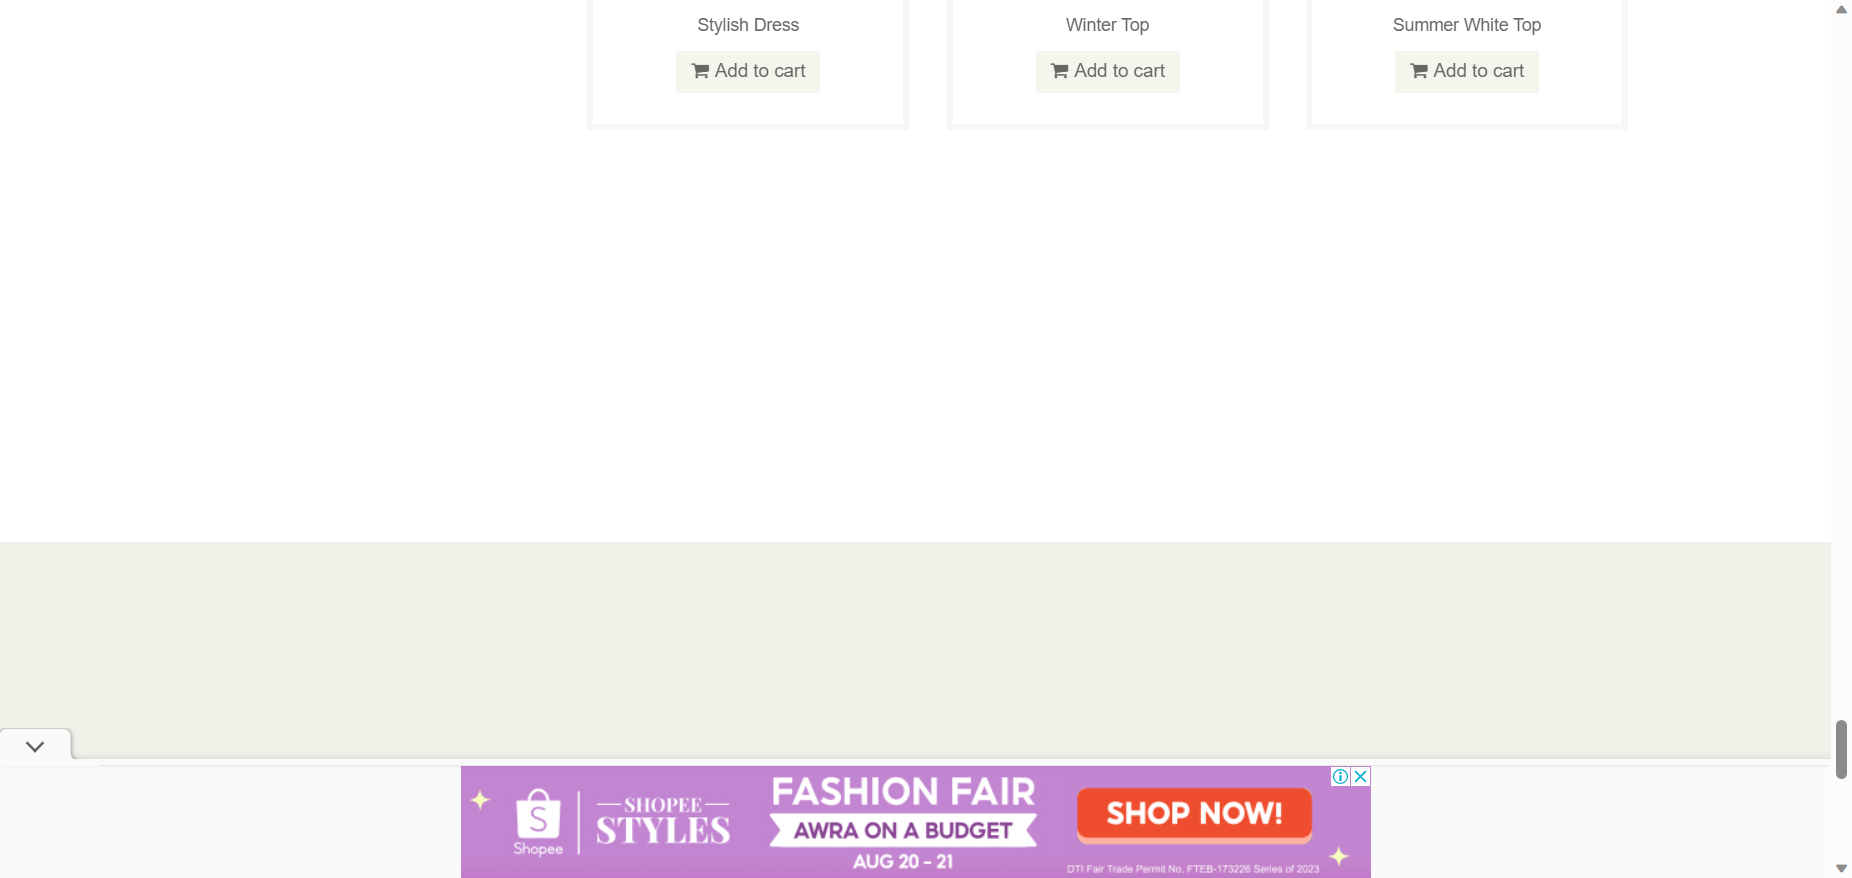 Stylish Dress
Add to cart
Winter Top
Add to cart
Summer White Top
Add to cart
S
Shopee
SHOPEE
STYLES
FASHION FAIR
AWRA ON A BUDGET
AUG 20 - 21
SHOP NOW!
DTI Fair Trade Permit No. FTEB-173226 Series of 2023